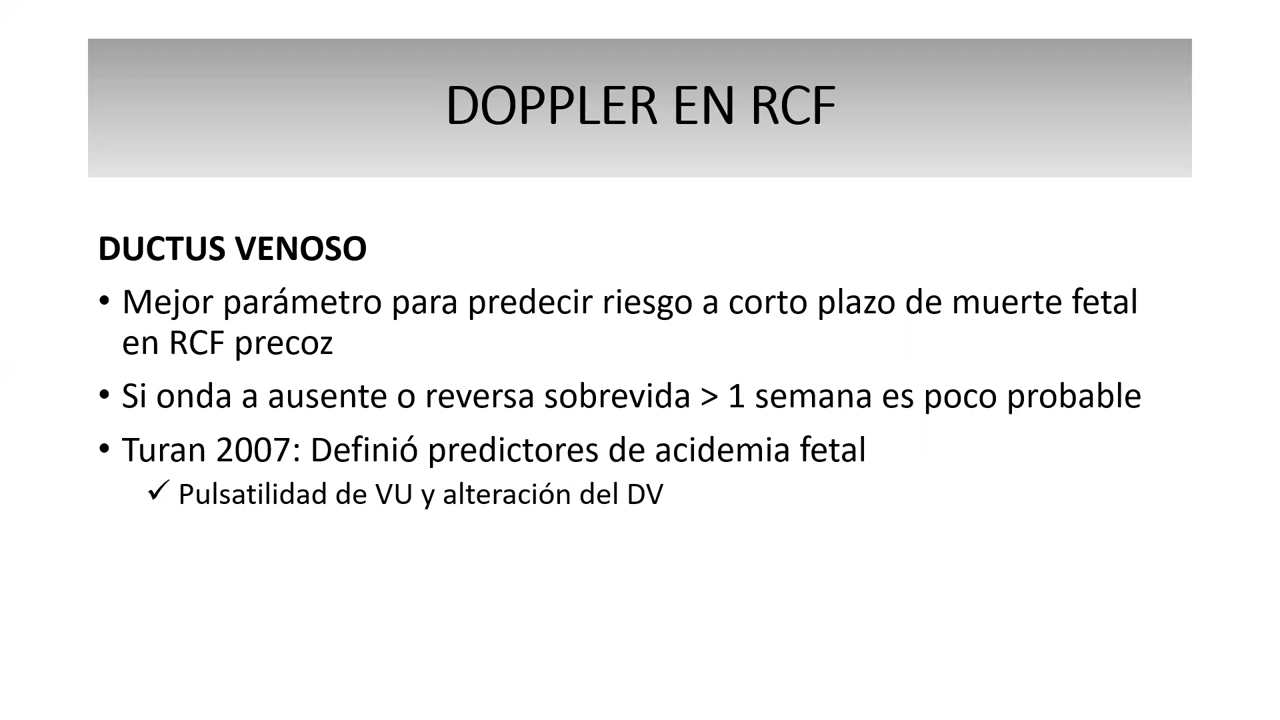 DOPPLER EN RCF
DUCTUS VENOSO
• Mejor parámetro para predecir riesgo a corto plazo de muerte fetal
en RCF precoz
• Si onda a ausente o reversa sobrevida > 1 semana es poco probable
• Turan 2007: Definió predictores de acidemia fetal
✓ Pulsatilidad de VU y alteración del DV